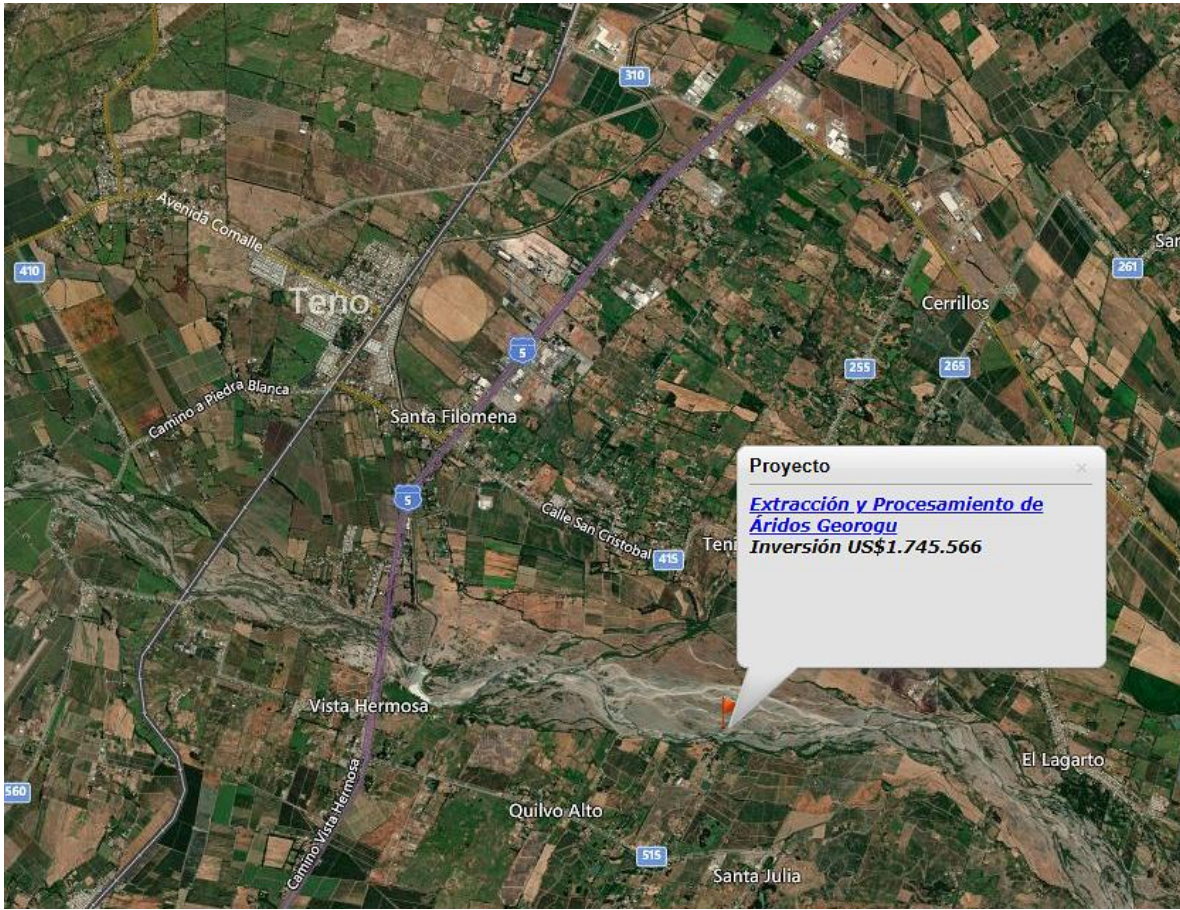 310
Avenida Comalle
San
410
261
Teno
Cerrillos
5
255
265
Camino a Piedra Blanca
Santa Filomena
Proyecto
5
Extracción y Procesamiento de
Áridos Georogu
Inversión US$1.745.566
Calle San Cristobal
415
Teni
Vista Hermosa
El Lagarto
560
Camino Vista Hermosa
Quilvo Alto
515
Santa Julia